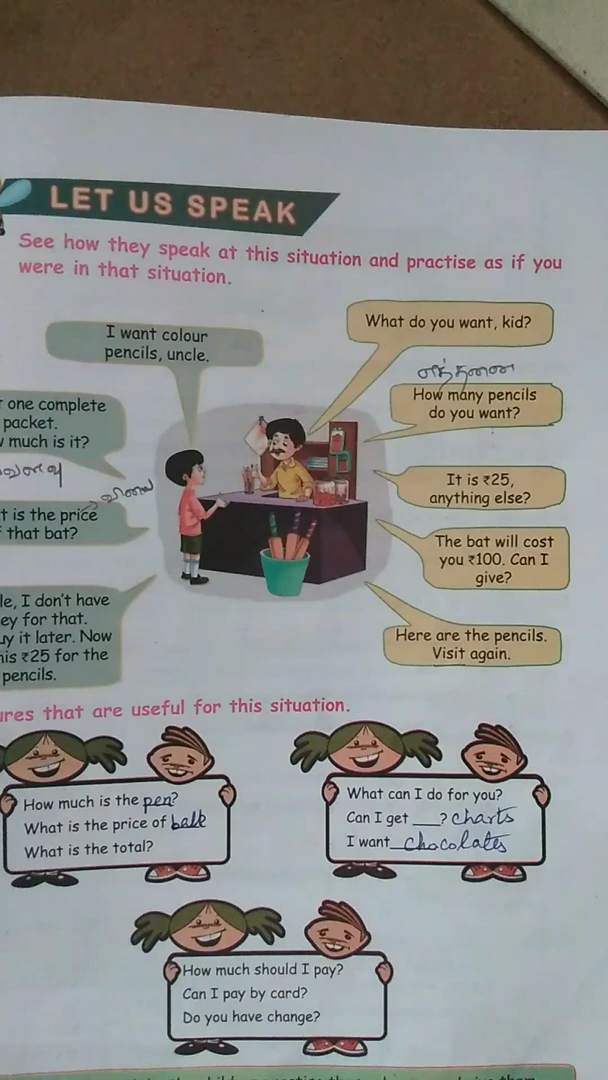 LET US SPEAK
See how they speak at this situation and practise as if you
were in that situation.
What do you want, kid?
I want colour
pencils, uncle.
எத்தனை
How many pencils
do you want?
one complete
packet.
much is it?
It is ₹25,
anything else?
விலை
t is the price
that bat?
The bat will cost
you ₹100. Can I
give?
le, I don't have
ey for that.
uy it later. Now
his ₹25 for the
pencils.
Here are the pencils.
Visit again.
ures that are useful for this situation.
How much is the pen?
What is the price of ball
What is the total?
What can I do for you?
Can I get ___? charts
I want chocolates
How much should I pay?
Can I pay by card?
Do you have change?